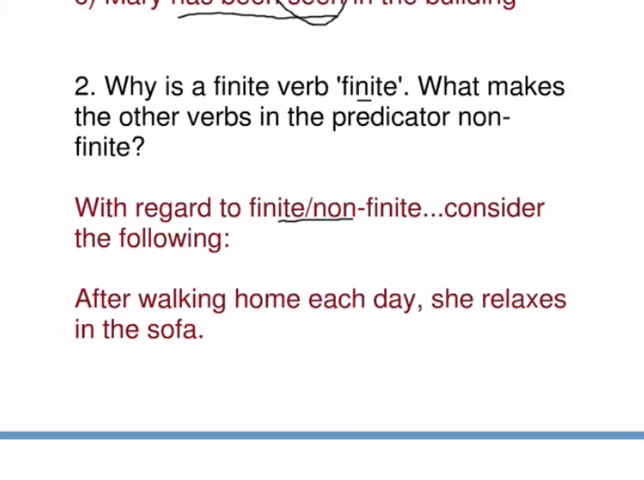 c) Mary has been seen in the building
2. Why is a finite verb 'finite'. What makes
the other verbs in the predicator non-
finite?
With regard to finite/non-finite...consider
the following:
After walking home each day, she relaxes
in the sofa.